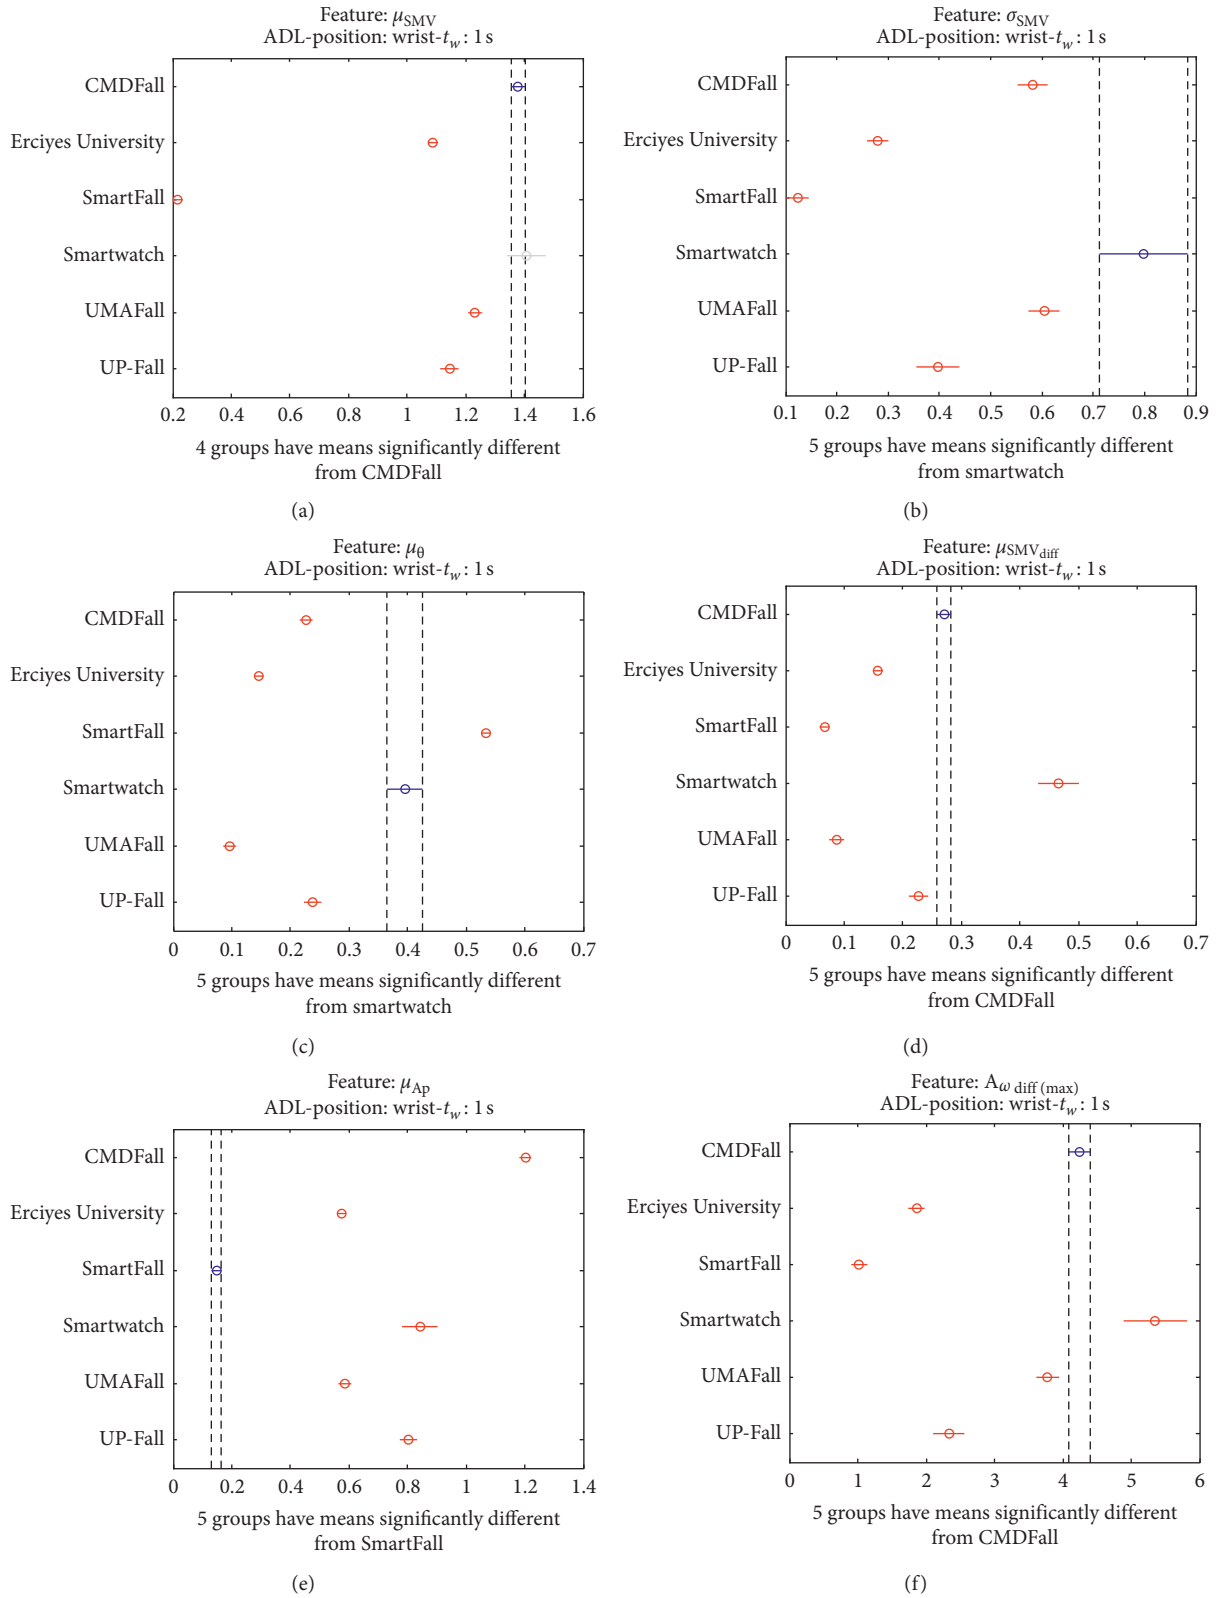 Feature: μSMV
ADL-position: wrist-tw: 1 s
CMDFall
Erciyes University
SmartFall
Smartwatch
UMAFall
UP-Fall
0.2 0.4 0.6 0.8 1 1.2 1.4 1.6
4 groups have means significantly different
from CMDFall
(a)
Feature: σSMV
ADL-position: wrist-tw: 1 s
CMDFall
Erciyes University
SmartFall
Smartwatch
UMAFall
UP-Fall
0.1 0.2 0.3 0.4 0.5 0.6 0.7 0.8 0.9
5 groups have means significantly different
from smartwatch
(b)
Feature: μθ
ADL-position: wrist-tw: 1 s
CMDFall
Erciyes University
SmartFall
Smartwatch
UMAFall
UP-Fall
0 0.1 0.2 0.3 0.4 0.5 0.6 0.7
5 groups have means significantly different
from smartwatch
(c)
Feature: μSMVdiff
ADL-position: wrist-tw: 1 s
CMDFall
Erciyes University
SmartFall
Smartwatch
UMAFall
UP-Fall
0 0.1 0.2 0.3 0.4 0.5 0.6 0.7
5 groups have means significantly different
from CMDFall
(d)
Feature: μAp
ADL-position: wrist-tw: 1 s
CMDFall
Erciyes University
SmartFall
Smartwatch
UMAFall
UP-Fall
0 0.2 0.4 0.6 0.8 1 1.2 1.4
5 groups have means significantly different
from SmartFall
(e)
Feature: Aω diff (max)
ADL-position: wrist-tw: 1 s
CMDFall
Erciyes University
SmartFall
Smartwatch
UMAFall
UP-Fall
0 1 2 3 4 5 6
5 groups have means significantly different
from CMDFall
(f)